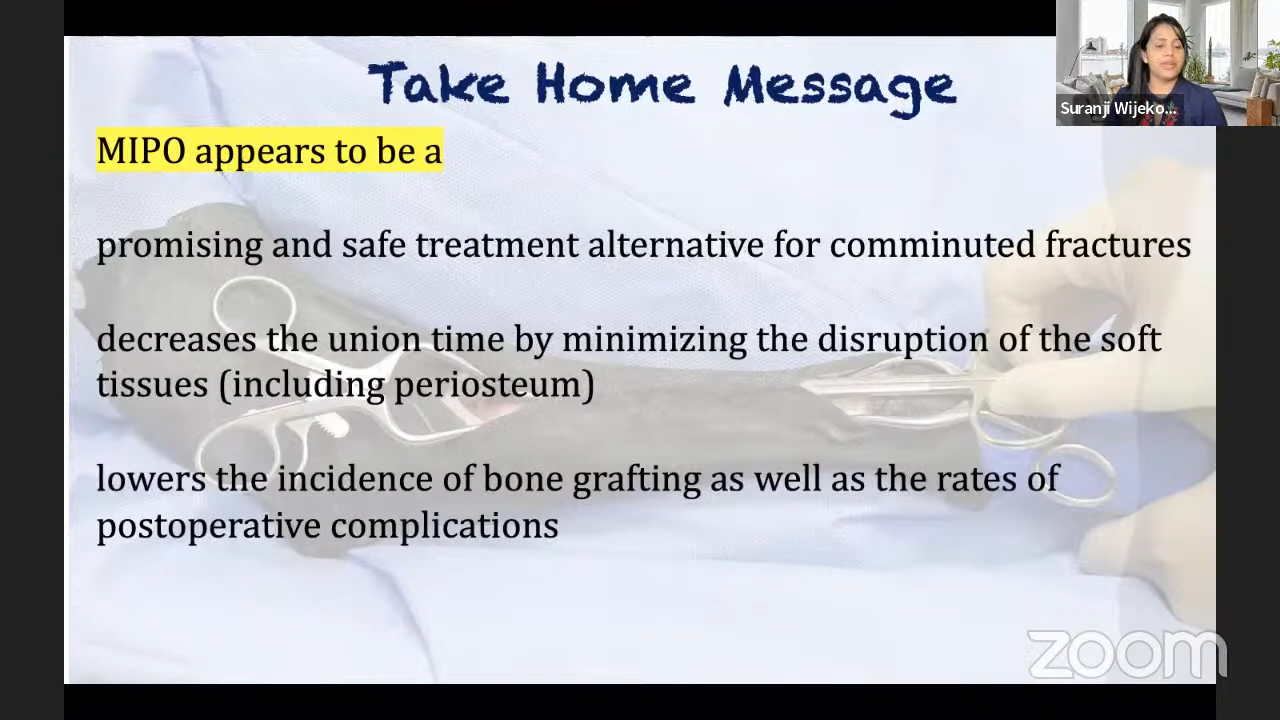 Take Home Message
Suranji Wijeko...
MIPO appears to be a
promising and safe treatment alternative for comminuted fractures
decreases the union time by minimizing the disruption of the soft
tissues (including periosteum)
lowers the incidence of bone grafting as well as the rates of
postoperative complications
zoom